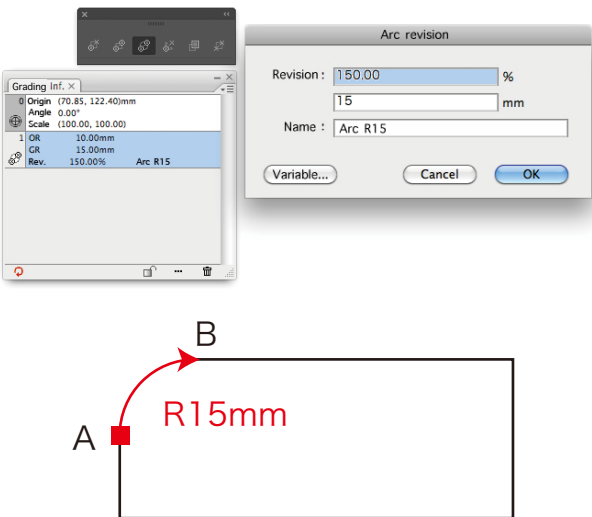 Grading Inf. ×
0 Origin (70.85, 122.40)mm
Angle 0.00°
Scale (100.00, 100.00)
1 OR 10.00mm
GR 15.00mm
Rev. 150.00% Arc R15
Arc revision
Revision : 150.00 %
15 mm
Name : Arc R15
Variable... Cancel OK
B
R15mm
A